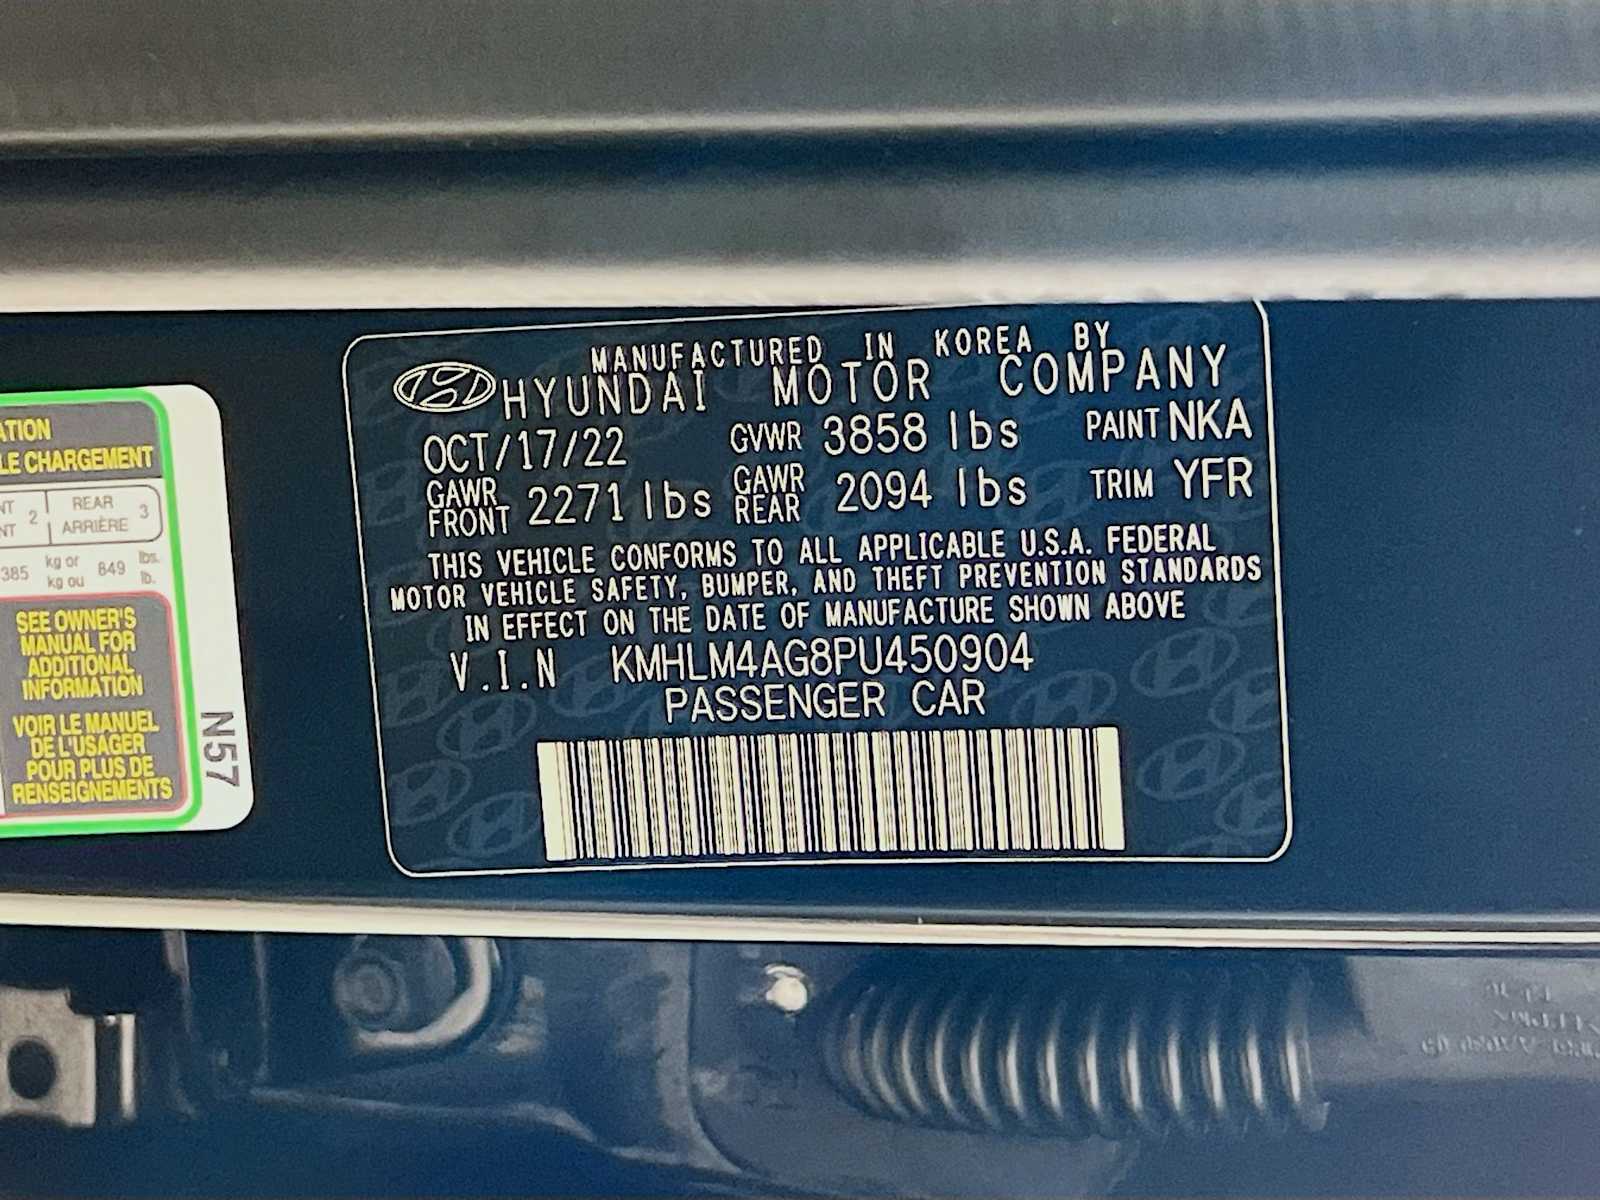 MANUFACTURED IN KOREA BY
HYUNDAI MOTOR COMPANY
OCT/17/22 GVWR 3858 lbs PAINT NKA
GAWR FRONT 2271 lbs GAWR REAR 2094 lbs TRIM YFR
THIS VEHICLE CONFORMS TO ALL APPLICABLE U.S.A. FEDERAL
MOTOR VEHICLE SAFETY, BUMPER, AND THEFT PREVENTION STANDARDS
IN EFFECT ON THE DATE OF MANUFACTURE SHOWN ABOVE
V.I.N KMHLM4AG8PU450904
PASSENGER CAR
ATION
LE CHARGEMENT
NT 2 REAR 3
NT ARRIÈRE
385 kg or 849 lbs.
kg ou lb.
SEE OWNER'S
MANUAL FOR
ADDITIONAL
INFORMATION
VOIR LE MANUEL
DE L'USAGER
POUR PLUS DE
RENSEIGNEMENTS
N57